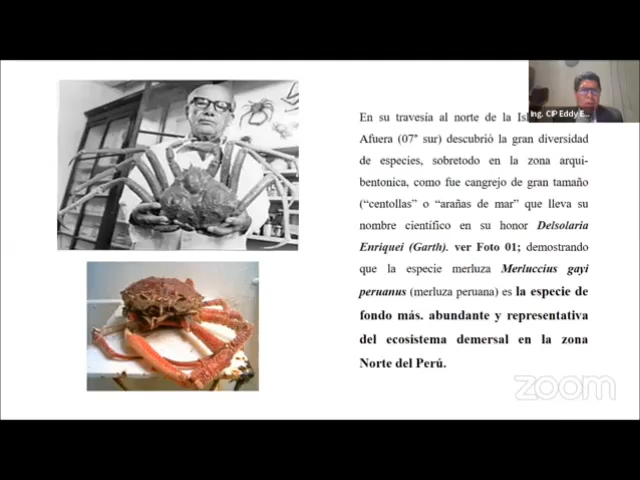 En su travesía al norte de la Isl
Ing. CIP Eddy E...
Afuera (07º sur) descubrió la gran diversidad
de especies, sobretodo en la zona arqui-
bentonica, como fue cangrejo de gran tamaño
("centollas" o "arañas de mar" que lleva su
nombre científico en su honor Delsolaria
Enriquei (Garth). ver Foto 01; demostrando
que la especie merluza Merluccius gayi
peruanus (merluza peruana) es la especie de
fondo más. abundante y representativa
del ecosistema demersal en la zona
Norte del Perú.
zoom